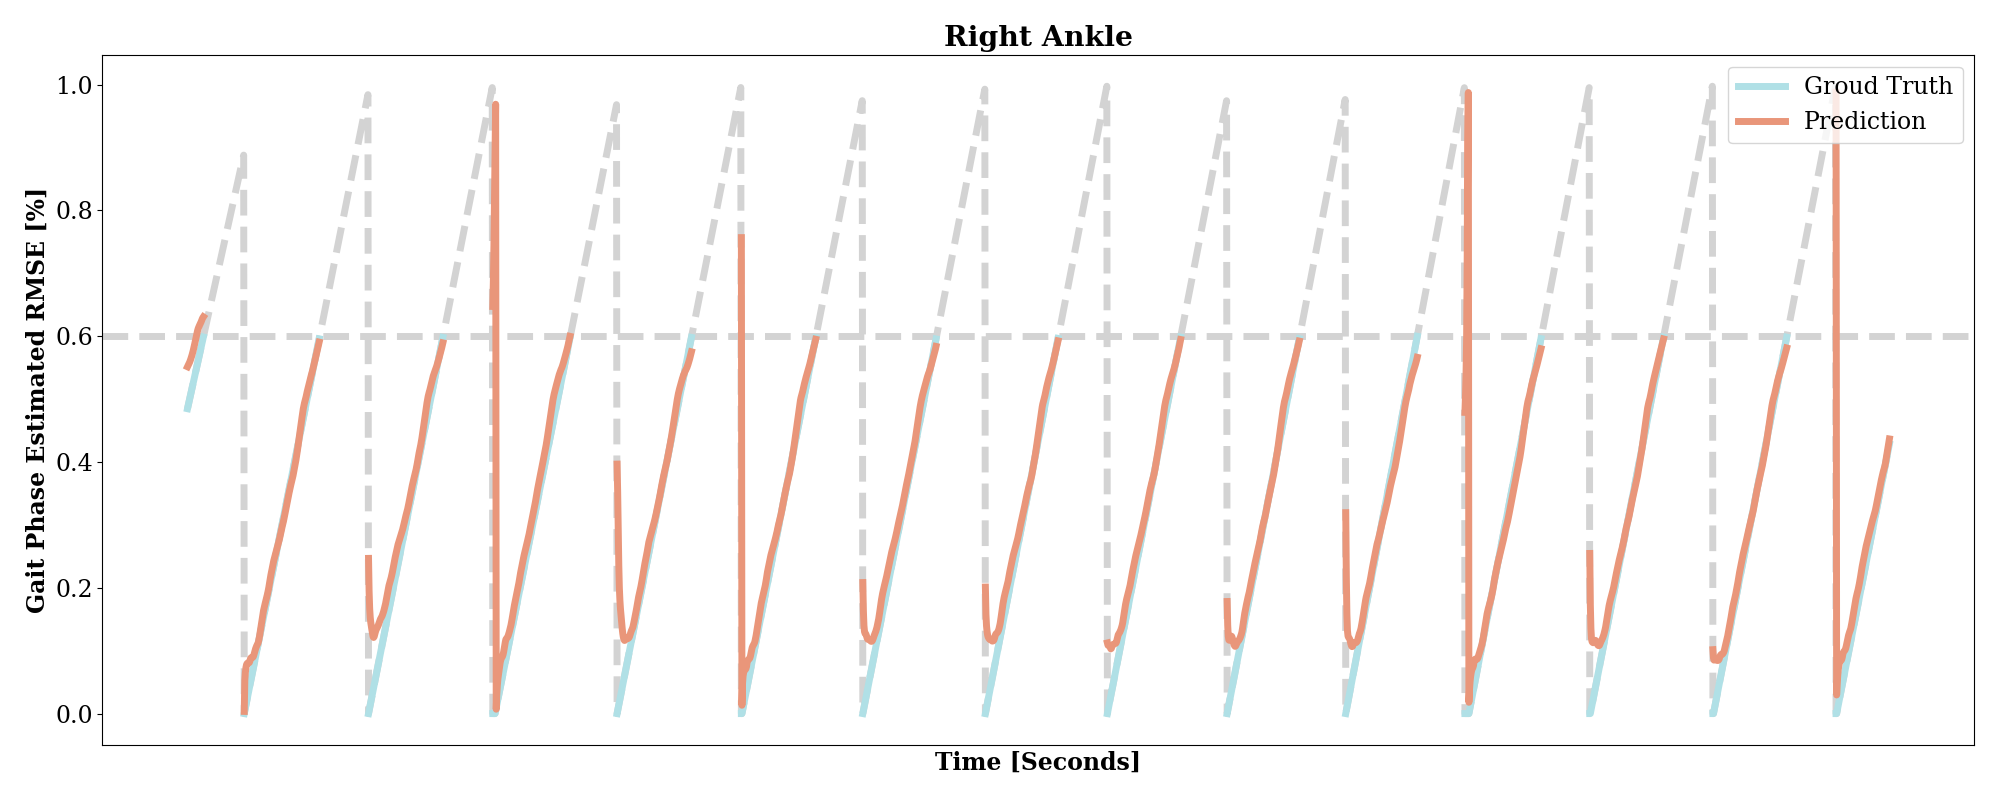 Right Ankle
1.0
0.8
0.6
0.4
0.2
0.0
Gait Phase Estimated RMSE [%]
Time [Seconds]
Groud Truth
Prediction